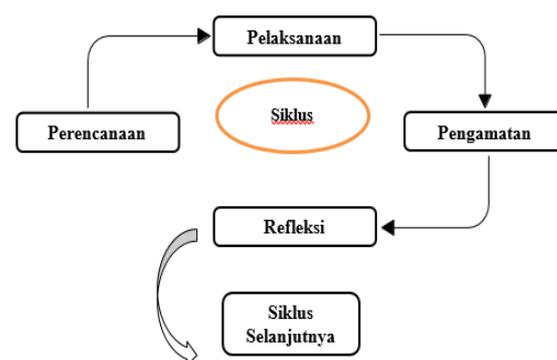 Pelaksanaan
Siklus
Perencanaan
Pengamatan
Refleksi
Siklus
Selanjutnya